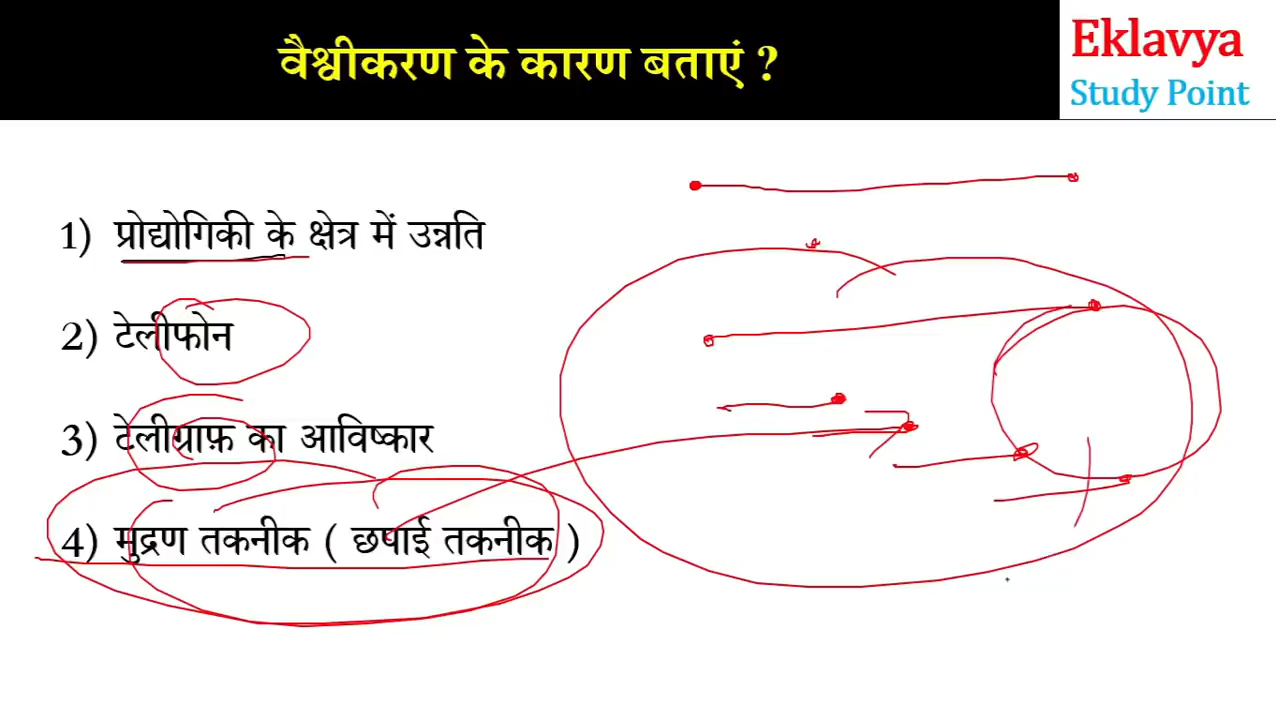 वैश्वीकरण के कारण बताएं ?
Eklavya
Study Point
1) प्रोद्योगिकी के क्षेत्र में उन्नति
2) टेलीफोन
3) टेलीग्राफ़ का आविष्कार
4) मुद्रण तकनीक ( छपाई तकनीक )